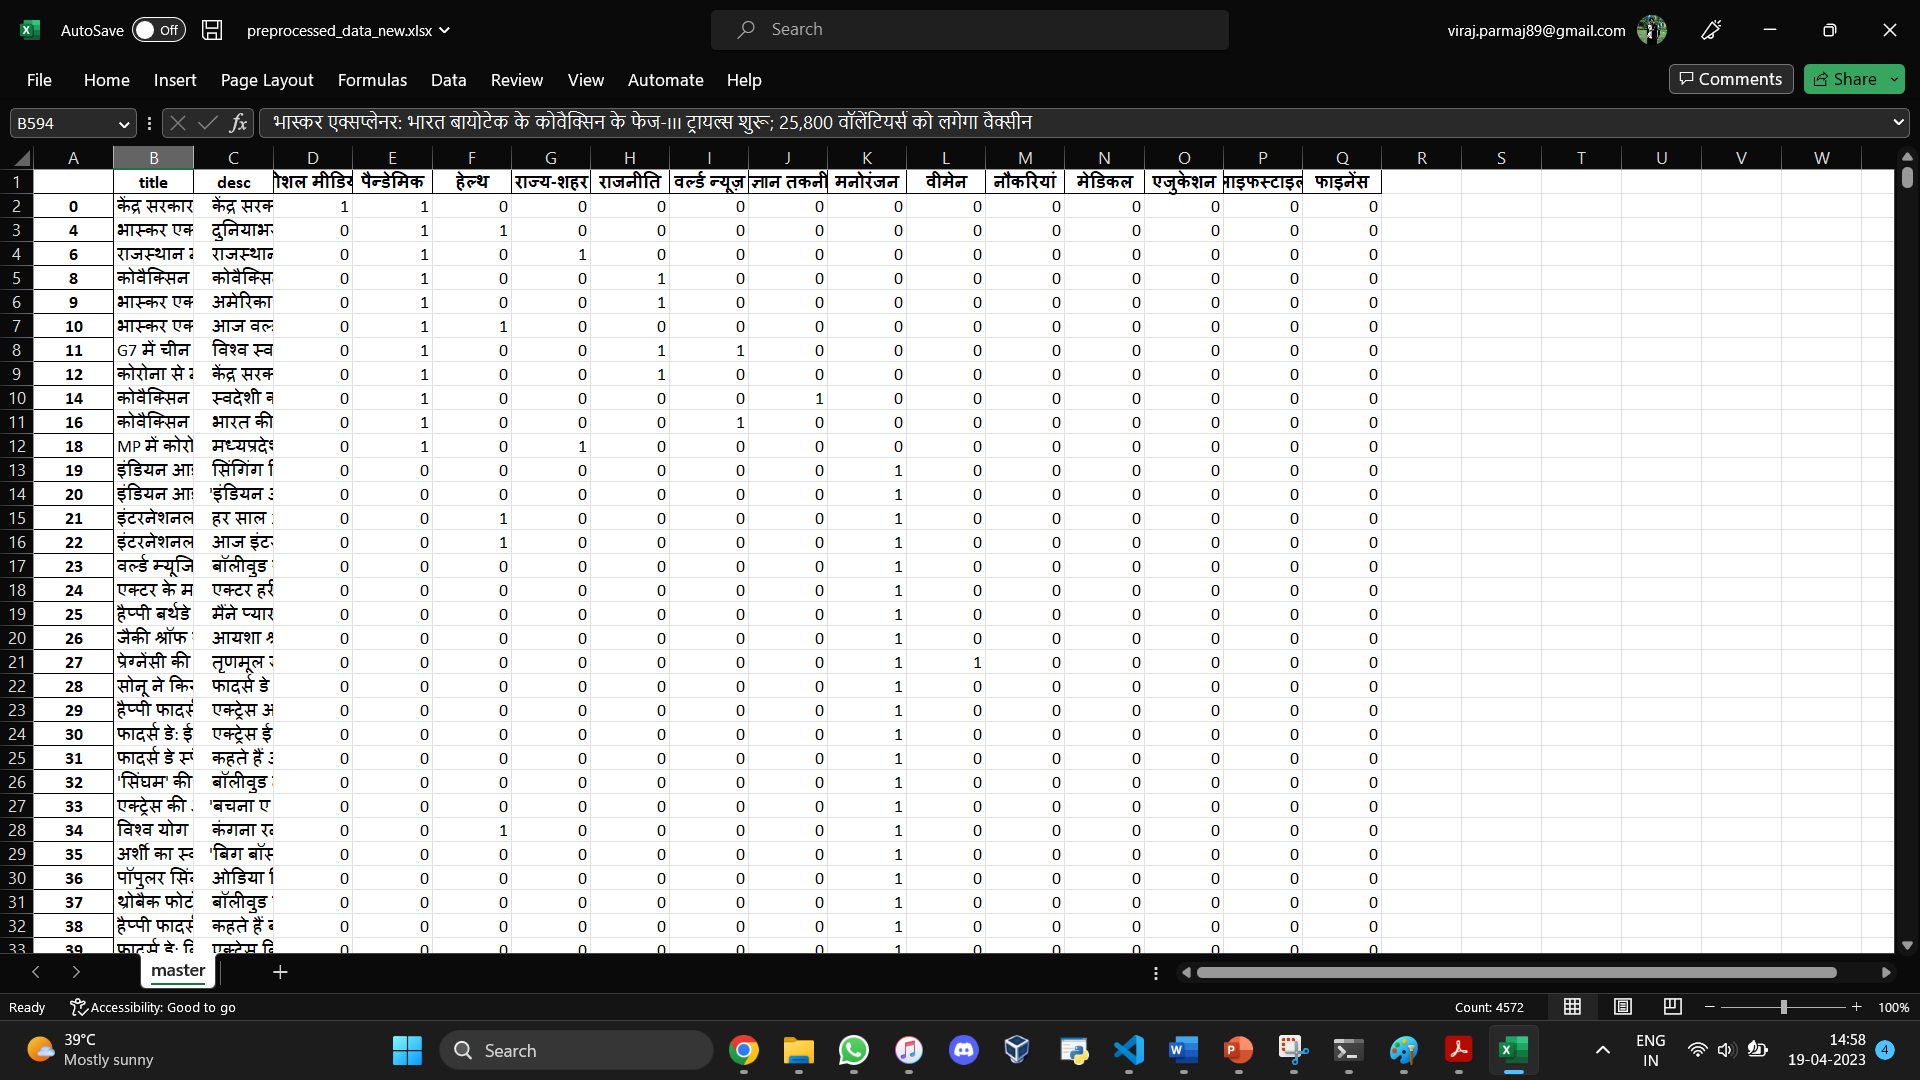 AutoSave Off preprocessed_data_new.xlsx Search viraj.parmaj89@gmail.com
File Home Insert Page Layout Formulas Data Review View Automate Help Comments Share
B594 fx भास्कर एक्सप्लेनर: भारत बायोटेक के कोवैक्सिन के फेज-III ट्रायल्स शुरू; 25,800 वॉलेंटियर्स को लगेगा वैक्सीन
A B C D E F G H I J K L M N O P Q R S T U V W
1 title desc पैन्डेमिक हेल्थ राज्य-शहर राजनीति वर्ल्ड न्यूज़ मनोरंजन वीमेन नौकरियां मेडिकल एजुकेशन फाइनेंस
2 0 केंद्र सरकार केंद्र 1 1 0 0 0 0 0 0 0 0 0 0 0 0
3 4 भास्कर 0 1 1 0 0 0 0 0 0 0 0 0 0 0
4 6 राजस्थान राजस्थान 0 1 0 1 0 0 0 0 0 0 0 0 0 0
5 8 कोवैक्सिन 0 1 0 0 1 0 0 0 0 0 0 0 0 0
6 9 भास्कर अमेरिका 0 1 0 0 1 0 0 0 0 0 0 0 0 0
7 10 भास्कर आज 0 1 1 0 0 0 0 0 0 0 0 0 0 0
8 11 G7 में चीन विश्व 0 1 0 0 1 1 0 0 0 0 0 0 0 0
9 12 कोरोना से केंद्र 0 1 0 0 1 0 0 0 0 0 0 0 0 0
10 14 कोवैक्सिन स्वदेशी 0 1 0 0 0 0 1 0 0 0 0 0 0 0
11 16 कोवैक्सिन भारत की 0 1 0 0 0 1 0 0 0 0 0 0 0 0
12 18 MP में 0 1 0 1 0 0 0 0 0 0 0 0 0 0
13 19 इंडियन सिंगिंग 0 0 0 0 0 0 0 1 0 0 0 0 0 0
14 20 इंडियन 'इंडियन 0 0 0 0 0 0 0 1 0 0 0 0 0 0
15 21 इंटरनेशनल हर साल 0 0 1 0 0 0 0 1 0 0 0 0 0 0
16 22 इंटरनेशनल आज 0 0 1 0 0 0 0 1 0 0 0 0 0 0
17 23 वर्ल्ड बॉलीवुड 0 0 0 0 0 0 0 1 0 0 0 0 0 0
18 24 एक्टर के एक्टर 0 0 0 0 0 0 0 1 0 0 0 0 0 0
19 25 हैप्पी बर्थडे मैंने 0 0 0 0 0 0 0 1 0 0 0 0 0 0
20 26 जैकी श्रॉफ आयशा 0 0 0 0 0 0 0 1 0 0 0 0 0 0
21 27 प्रेग्नेंसी की तृणमूल 0 0 0 0 0 0 0 1 1 0 0 0 0 0
22 28 सोनू ने फादर्स डे 0 0 0 0 0 0 0 1 0 0 0 0 0 0
23 29 हैप्पी एक्ट्रेस 0 0 0 0 0 0 0 1 0 0 0 0 0 0
24 30 फादर्स डे: एक्ट्रेस 0 0 0 0 0 0 0 1 0 0 0 0 0 0
25 31 फादर्स डे कहते हैं 0 0 0 0 0 0 0 1 0 0 0 0 0 0
26 32 'सिंघम' की बॉलीवुड 0 0 0 0 0 0 0 1 0 0 0 0 0 0
27 33 एक्ट्रेस की 'बचना ए 0 0 0 0 0 0 0 1 0 0 0 0 0 0
28 34 विश्व योग कंगना 0 0 1 0 0 0 0 1 0 0 0 0 0 0
29 35 अर्शी का 'बिग 0 0 0 0 0 0 0 1 0 0 0 0 0 0
30 36 पॉपुलर ओडिया 0 0 0 0 0 0 0 1 0 0 0 0 0 0
31 37 थ्रोबैक बॉलीवुड 0 0 0 0 0 0 0 1 0 0 0 0 0 0
32 38 हैप्पी कहते हैं 0 0 0 0 0 0 0 1 0 0 0 0 0 0
33 39 फादर्स डे: एक्ट्रेस 0 0 0 0 0 0 0 1 0 0 0 0 0 0
master
Ready Accessibility: Good to go Count: 4572 100%
39°C
Mostly sunny
Search
ENG
IN
14:58
19-04-2023
4